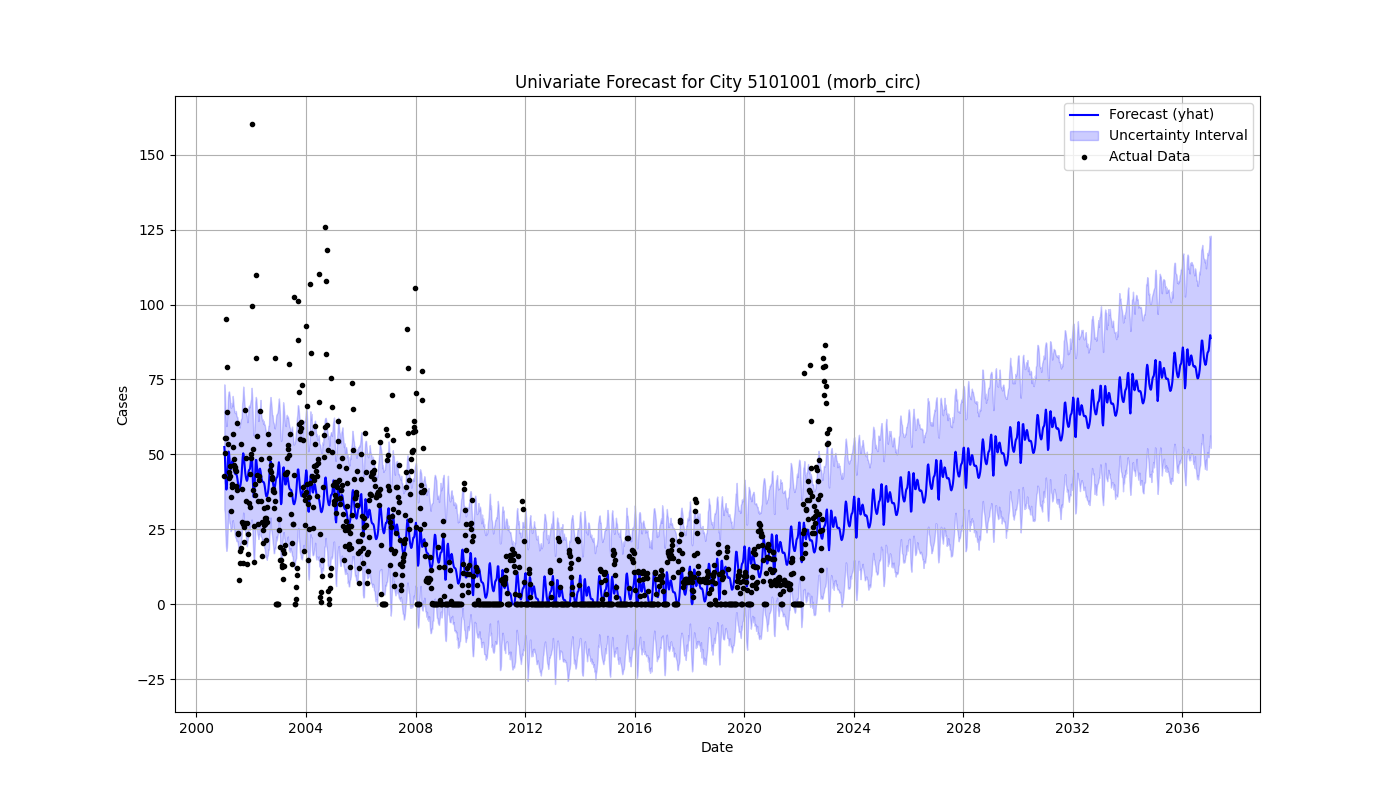 Univariate Forecast for City 5101001 (morb_circ)
Forecast (yhat)
Uncertainty Interval
Actual Data
Cases
150
125
100
75
50
25
0
−25
2000 2004 2008 2012 2016 2020 2024 2028 2032 2036
Date